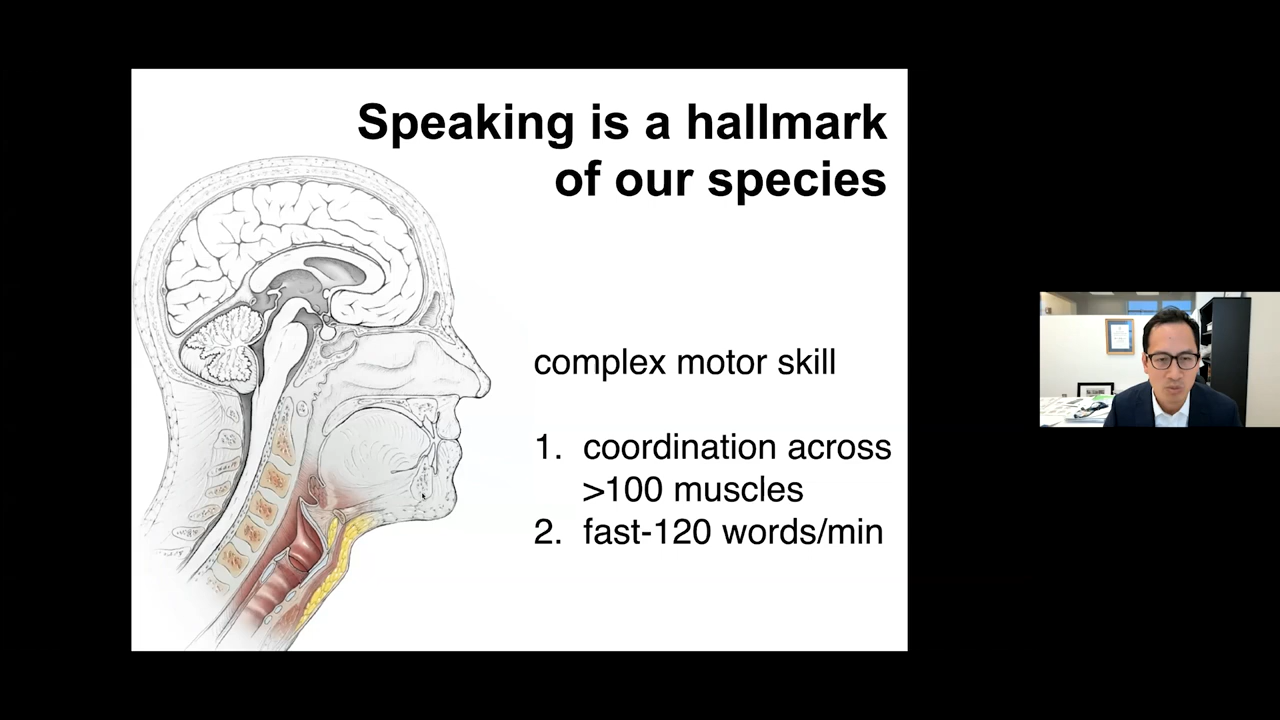 Speaking is a hallmark
of our species
complex motor skill
1. coordination across
>100 muscles
2. fast-120 words/min